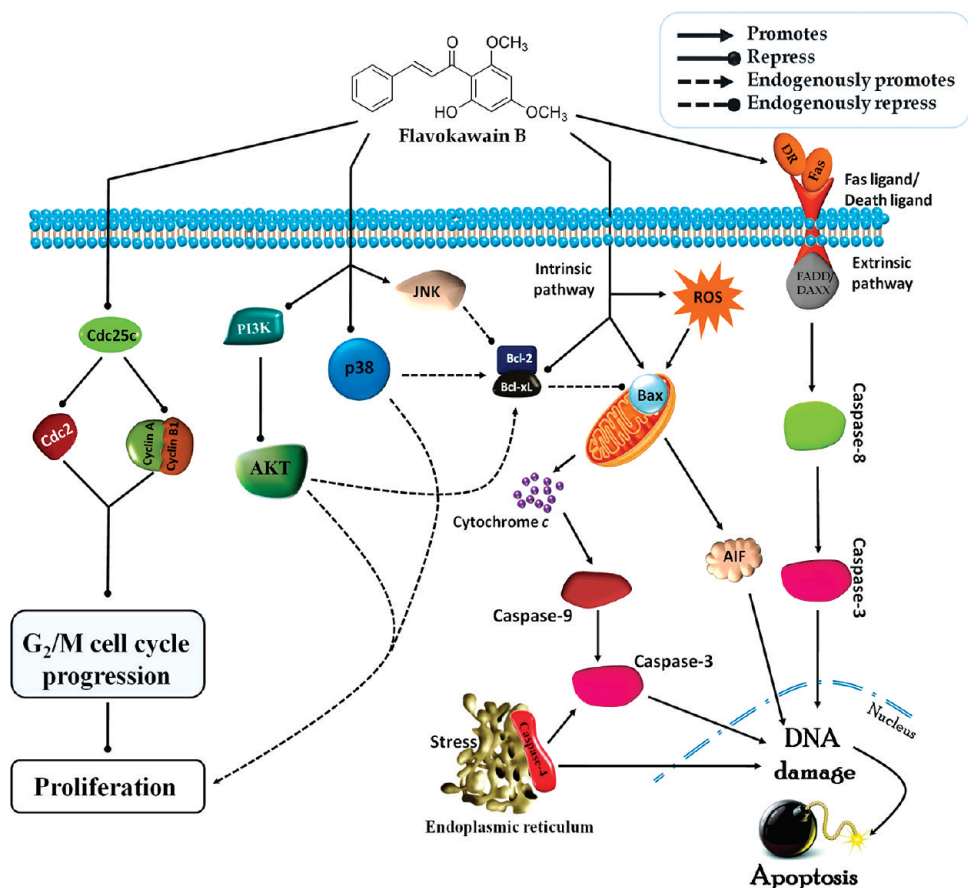 Promotes
Repress
Endogenously promotes
Endogenously repress
O
OCH₃
HO
OCH₃
Flavokawain B
DR
Fas
Fas ligand/
Death ligand
FADD/
DAXX
Extrinsic
pathway
Intrinsic
pathway
ROS
JNK
PI3K
Cdc25c
p38
Bcl-2
Bcl-xL
Bax
Cdc2
Cyclin A
Cyclin B1
AKT
Caspase-8
Cytochrome c
AIF
Caspase-9
Caspase-3
Caspase-3
G₂/M cell cycle
progression
Stress
Caspase-4
Nucleus
DNA
damage
Proliferation
Endoplasmic reticulum
Apoptosis